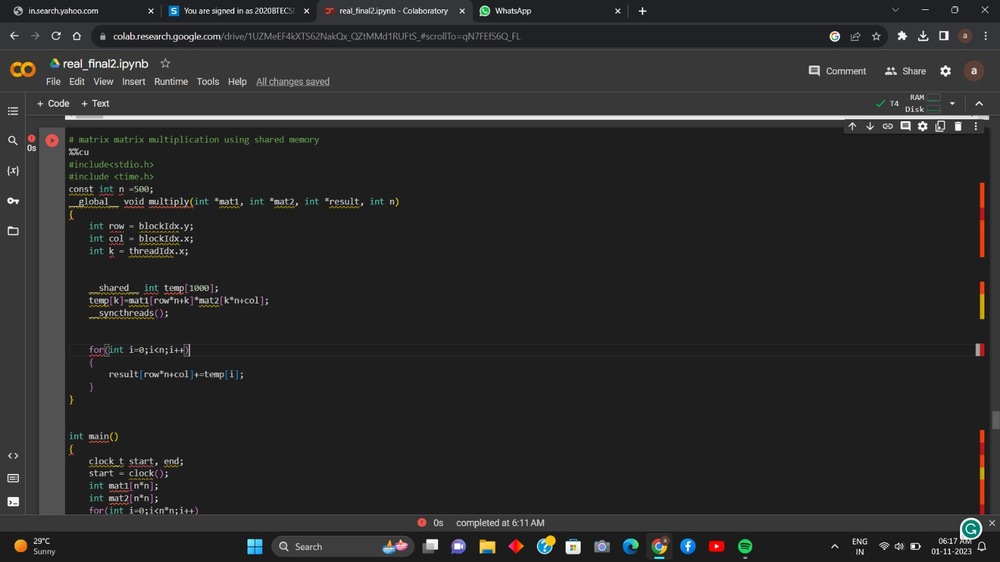 in.search.yahoo.com
You are signed in as 2020BTECS
real_final2.ipynb - Colaboratory
WhatsApp
colab.research.google.com/drive/1UZMeEF4kXTS62NakQx_QZtMMd1RUFtS_#scrollTo=qN7FEfS6Q_FL
a
real_final2.ipynb
File Edit View Insert Runtime Tools Help All changes saved
Comment
Share
a
+ Code + Text
T4
RAM
Disk
0s
# matrix matrix multiplication using shared memory
%%cu
#include<stdio.h>
#include <time.h>
const int n =500;
__global__ void multiply(int *mat1, int *mat2, int *result, int n)
{
int row = blockIdx.y;
int col = blockIdx.x;
int k = threadIdx.x;
__shared__ int temp[1000];
temp[k]=mat1[row*n+k]*mat2[k*n+col];
__syncthreads();
for(int i=0;i<n;i++)
{
result[row*n+col]+=temp[i];
}
}
int main()
{
clock_t start, end;
start = clock();
int mat1[n*n];
int mat2[n*n];
for(int i=0;i<n*n;i++)
0s completed at 6:11 AM
29°C
Sunny
Search
ENG
IN
06:17 AM
01-11-2023